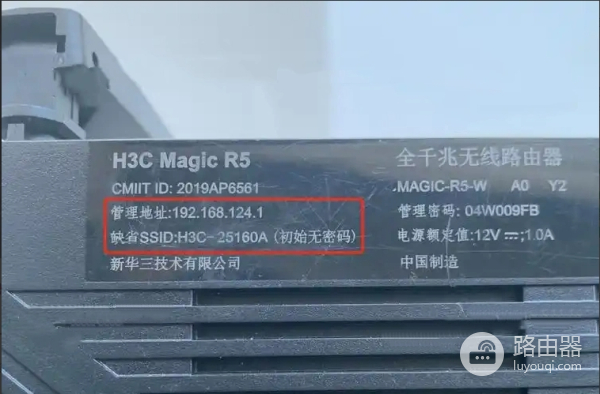 H3C Magic R5
全千兆无线路由器
CMIIT ID: 2019AP6561
.MAGIC-R5-W A0 Y2
管理地址:192.168.124.1
管理密码: 04W009FB
缺省SSID:H3C-25160A (初始无密码)
电源额定值:12V⎓;1.0A
新华三技术有限公司
中国制造
路由器
luyouqi.com